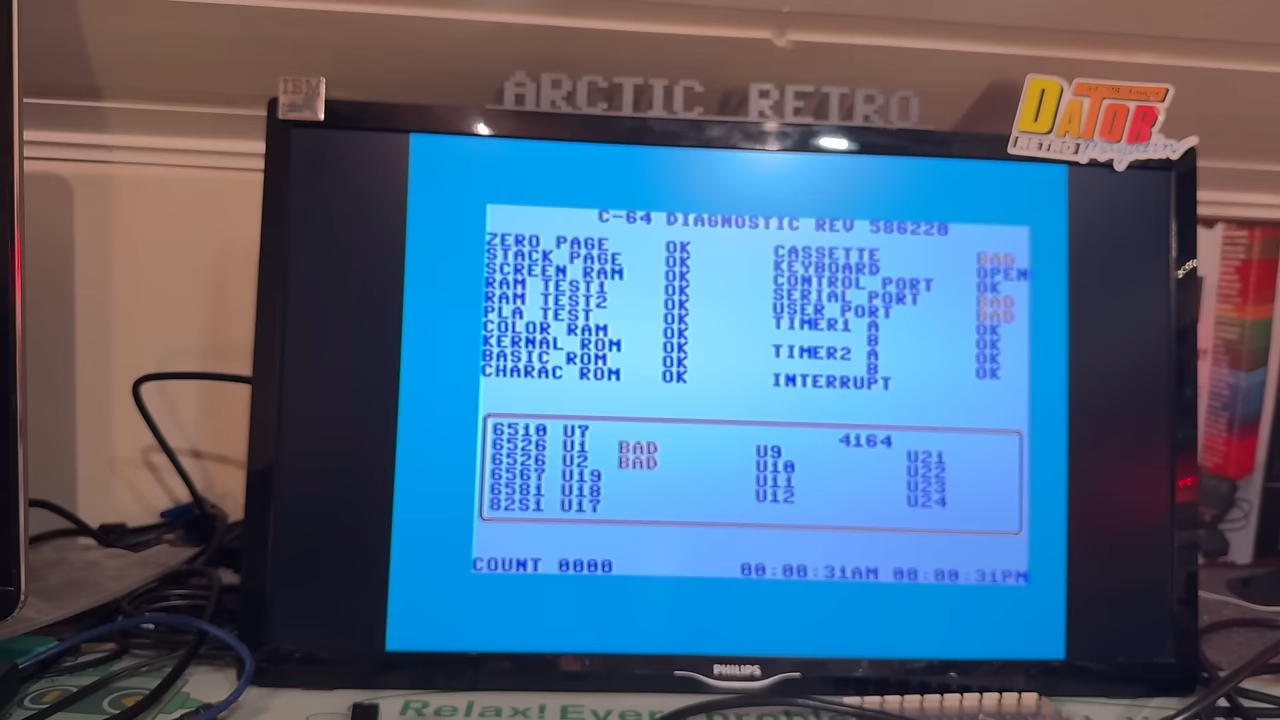 IBM
ARCTIC RETRO
DATOR
RETRO Magazin
C-64 DIAGNOSTIC REV 586220
ZERO PAGE OK
STACK PAGE OK
SCREEN RAM OK
RAM TEST1 OK
RAM TEST2 OK
PLA TEST OK
COLOR RAM OK
KERNAL ROM OK
BASIC ROM OK
CHARAC ROM OK
CASSETTE BAD
KEYBOARD OPEN
CONTROL PORT OK
SERIAL PORT BAD
USER PORT BAD
TIMER1 A OK
B OK
TIMER2 A OK
B OK
INTERRUPT
6510 U7
6526 U1 BAD
6526 U2 BAD
6567 U19
6581 U18
82S1 U17
4164
U9 U21
U10 U22
U11 U23
U12 U24
COUNT 0000
00:00:31AM 00:00:31PM
PHILIPS
Relax!